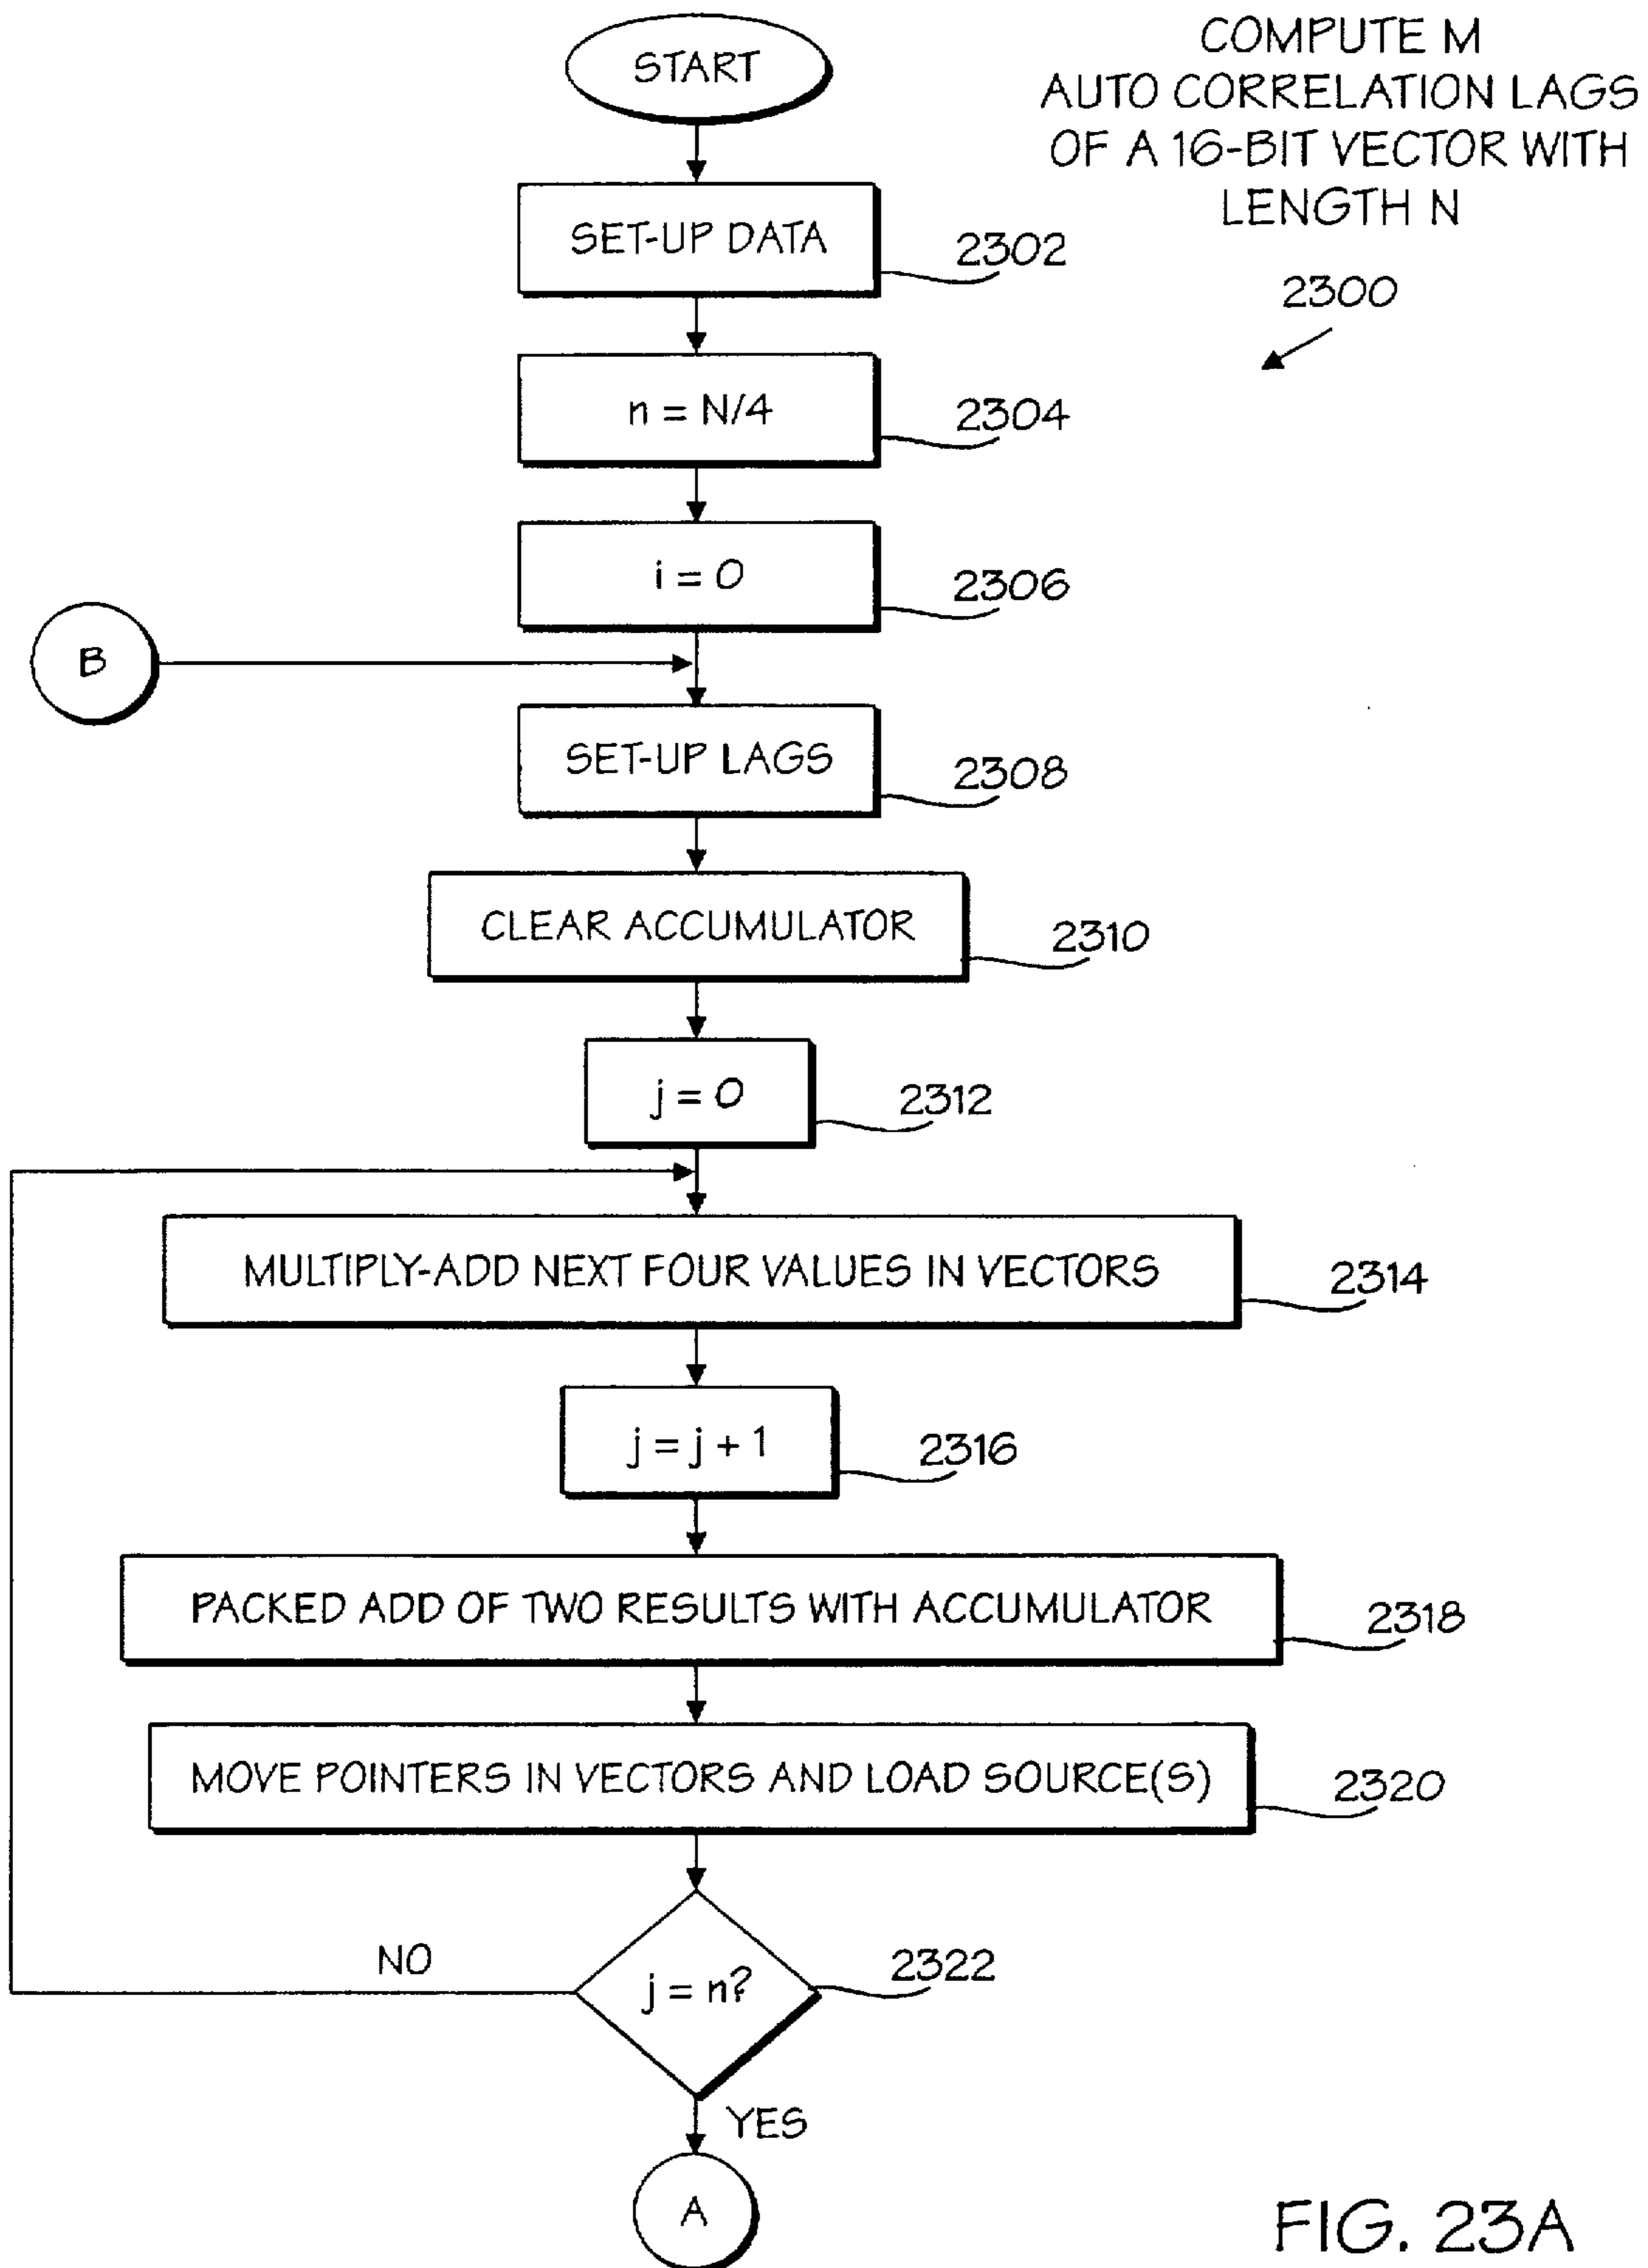 START
COMPUTE M
AUTO CORRELATION LAGS
OF A 16-BIT VECTOR WITH
LENGTH N
2300
SET-UP DATA
2302
n = N/4
2304
i = 0
2306
B
SET-UP LAGS
2308
CLEAR ACCUMULATOR
2310
j = 0
2312
MULTIPLY-ADD NEXT FOUR VALUES IN VECTORS
2314
j = j + 1
2316
PACKED ADD OF TWO RESULTS WITH ACCUMULATOR
2318
MOVE POINTERS IN VECTORS AND LOAD SOURCE(S)
2320
NO
j = n?
2322
YES
A
FIG. 23A